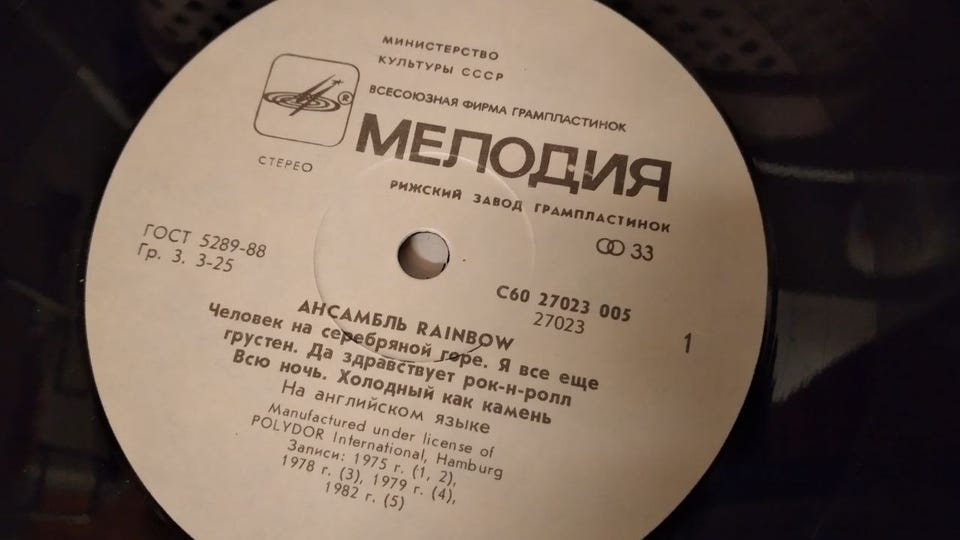 МИНИСТЕРСТВО
КУЛЬТУРЫ СССР
ВСЕСОЮЗНАЯ ФИРМА ГРАМПЛАСТИНОК
МЕЛОДИЯ
®
СТЕРЕО
РИЖСКИЙ ЗАВОД ГРАМПЛАСТИНОК
33
ГОСТ 5289-88
Гр. 3. 3-25
С60 27023 005
27023
1
АНСАМБЛЬ RAINBOW
Человек на серебряной горе. Я все еще
грустен. Да здравствует рок-н-ролл
Всю ночь. Холодный как камень
На английском языке
Manufactured under license of
POLYDOR International, Hamburg
Записи: 1975 г. (1, 2),
1978 г. (3), 1979 г. (4),
1982 г. (5)